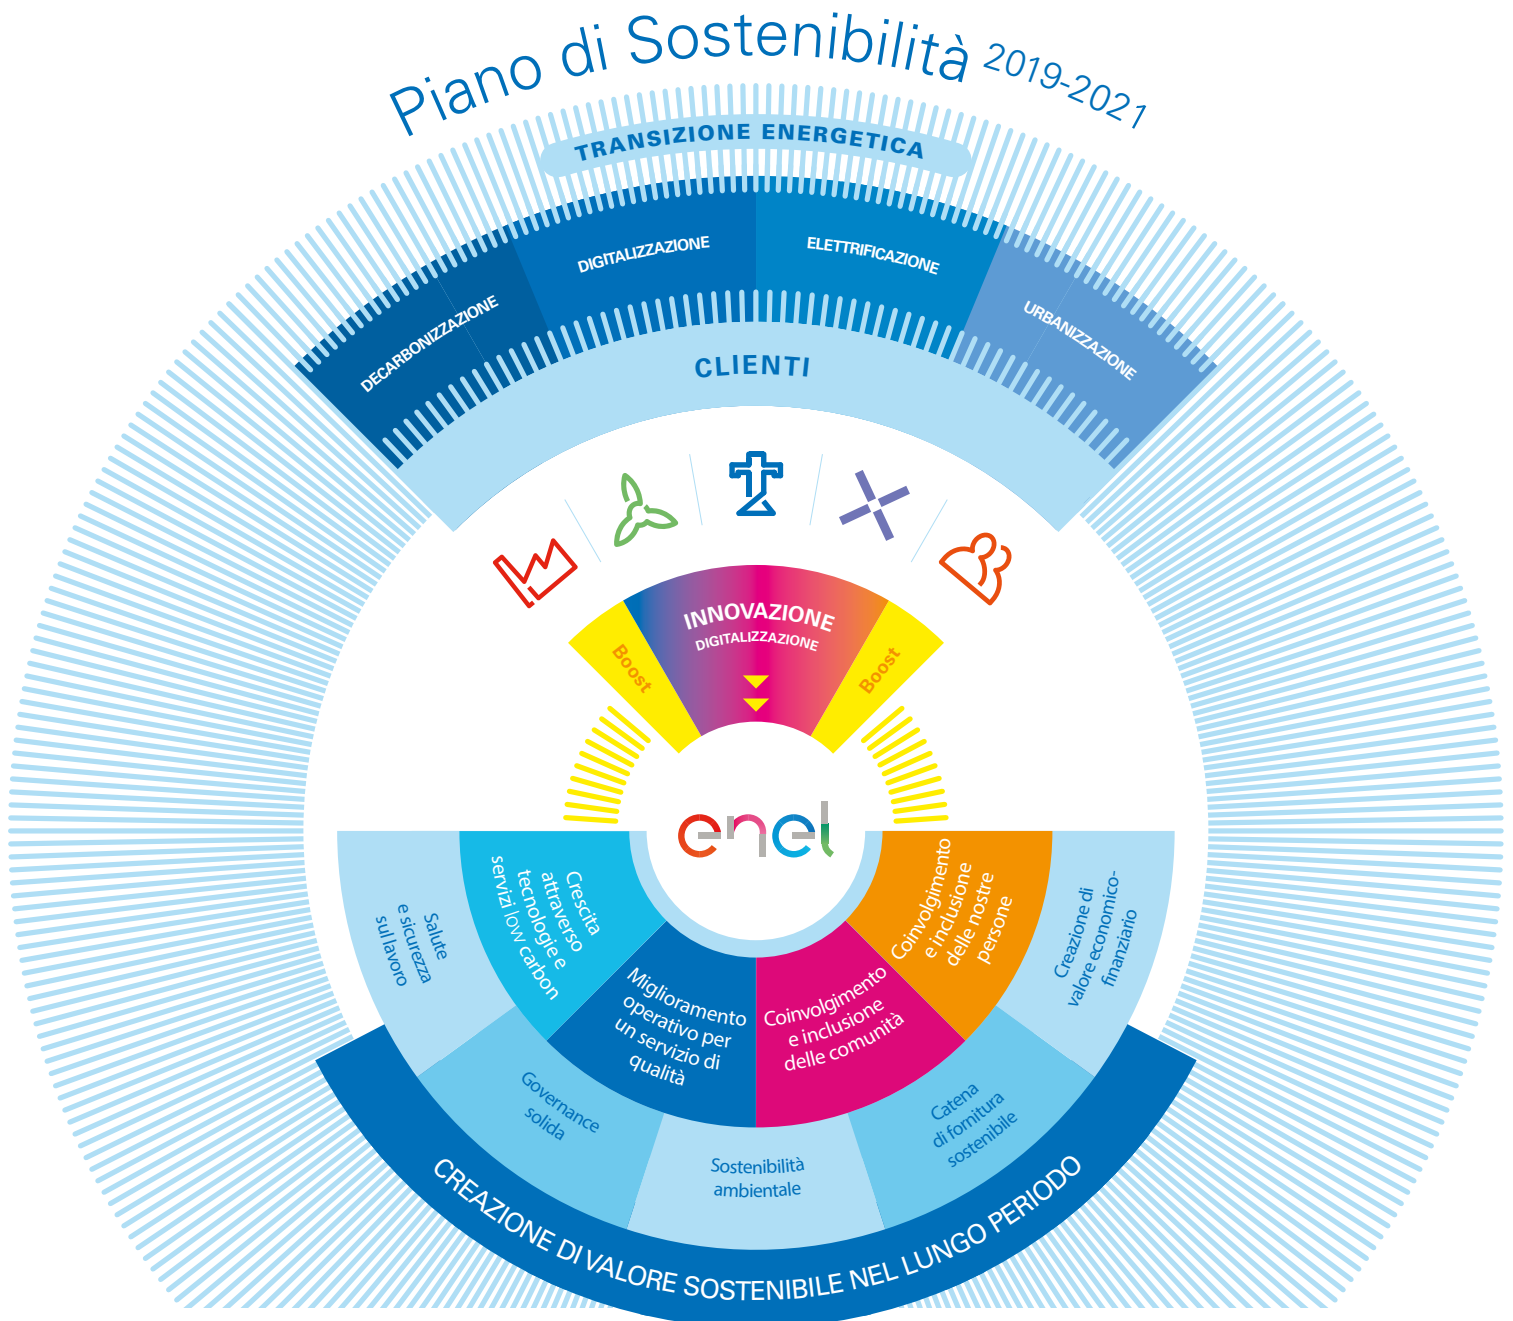 Piano di Sostenibilità 2019-2021
TRANSIZIONE ENERGETICA
DECARBONIZZAZIONE
DIGITALIZZAZIONE
ELETTRIFICAZIONE
URBANIZZAZIONE
CLIENTI
INNOVAZIONE
DIGITALIZZAZIONE
Boost
Boost
enel
Crescita
attraverso
tecnologie e
servizi low carbon
Miglioramento
operativo per
un servizio di
qualità
Coinvolgimento
e inclusione
delle comunità
Coinvolgimento
e inclusione
delle nostre
persone
Salute
e sicurezza
sul lavoro
Governance
solida
Sostenibilità
ambientale
Catena
di fornitura
sostenibile
Creazione di
valore economico-
finanziario
CREAZIONE DI VALORE SOSTENIBILE NEL LUNGO PERIODO